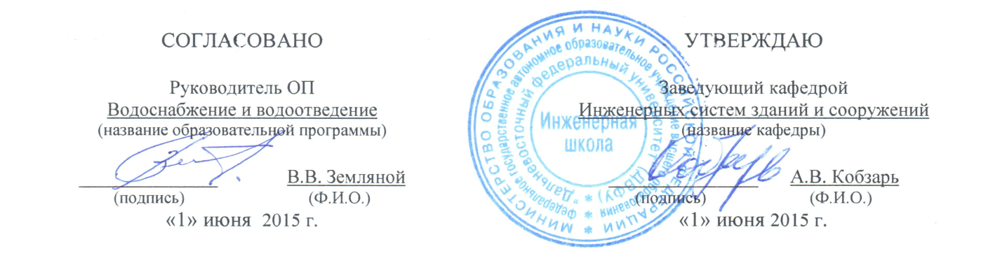 СОГЛАСОВАНО
Руководитель ОП
Водоснабжение и водоотведение
(название образовательной программы)
В.В. Земляной
(подпись) (Ф.И.О.)
«1» июня 2015 г.
УТВЕРЖДАЮ
Заведующий кафедрой
Инженерных систем зданий и сооружений
(название кафедры)
А.В. Кобзарь
(подпись) (Ф.И.О.)
«1» июня 2015 г.
МИНИСТЕРСТВО ОБРАЗОВАНИЯ И НАУКИ РОССИЙСКОЙ ФЕДЕРАЦИИ
федеральное государственное автономное образовательное учреждение высшего образования
"Дальневосточный федеральный университет" (ДВФУ)
Инженерная
школа